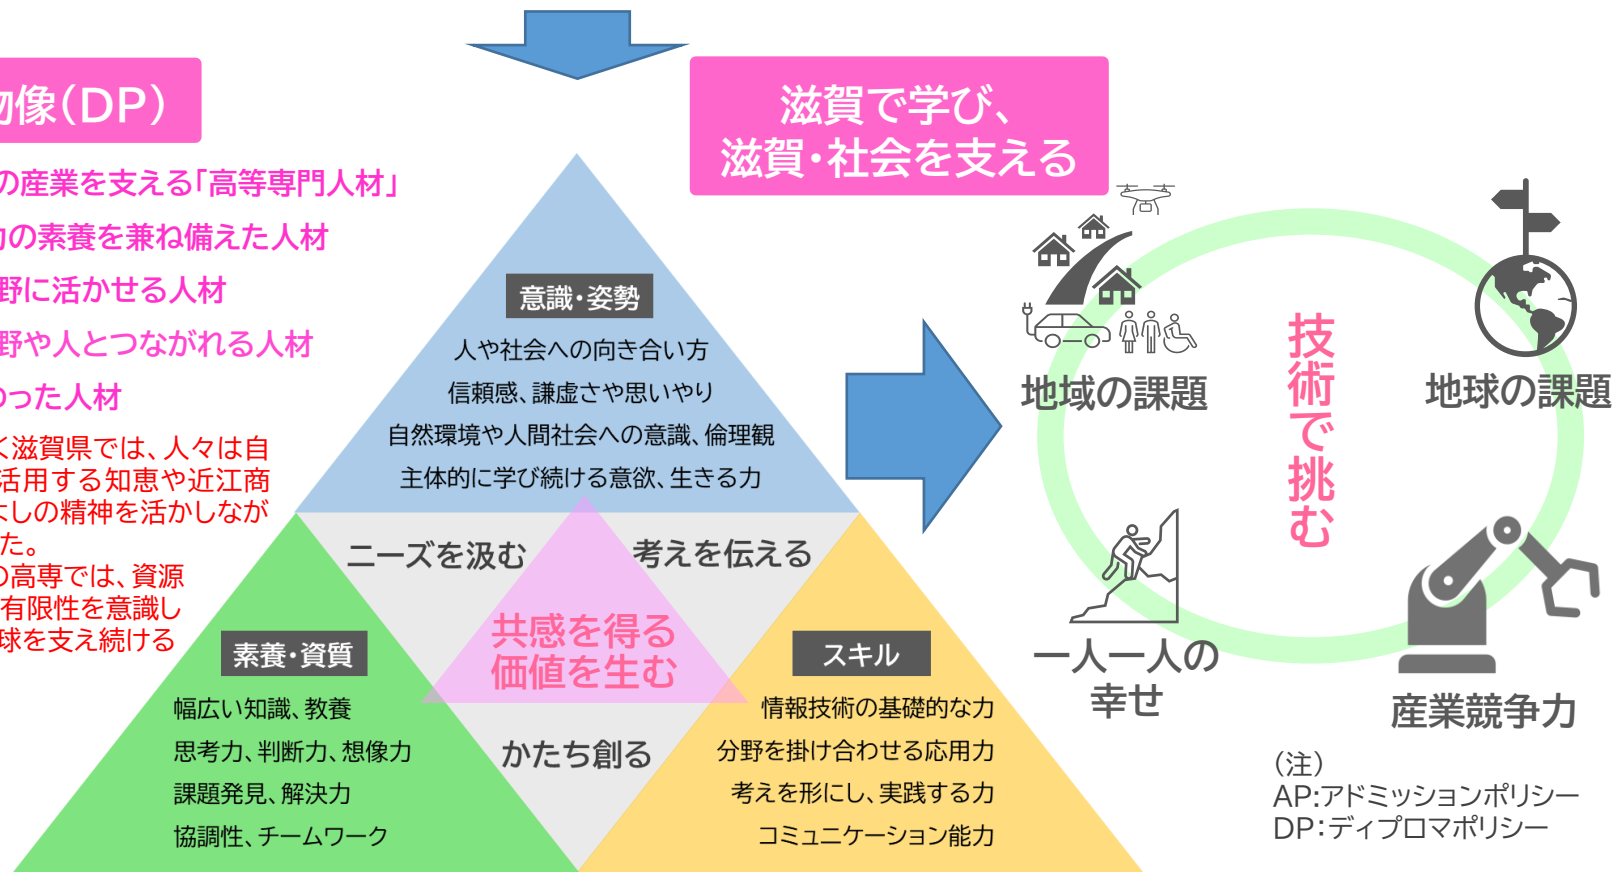 物像(DP)
の産業を支える「高等専門人材」
の素養を兼ね備えた人材
野に活かせる人材
野や人とつながれる人材
わった人材
く滋賀県では、人々は自
活用する知恵や近江商
よしの精神を活かしなが
た。
の高専では、資源
有限性を意識し
球を支え続ける
滋賀で学び、
滋賀・社会を支える
意識・姿勢
人や社会への向き合い方
信頼感、謙虚さや思いやり
自然環境や人間社会への意識、倫理観
主体的に学び続ける意欲、生きる力
ニーズを汲む
考えを伝える
共感を得る
価値を生む
かたち創る
素養・資質
幅広い知識、教養
思考力、判断力、想像力
課題発見、解決力
協調性、チームワーク
スキル
情報技術の基礎的な力
分野を掛け合わせる応用力
考えを形にし、実践する力
コミュニケーション能力
地域の課題
地球の課題
技術で挑む
一人一人の
幸せ
産業競争力
(注)
AP:アドミッションポリシー
DP:ディプロマポリシー